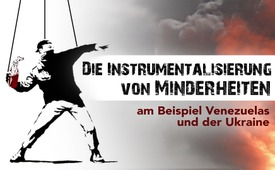 Die Instrumentalisierung
von Minderheiten
am Beispiel Venezuelas
und der Ukraine